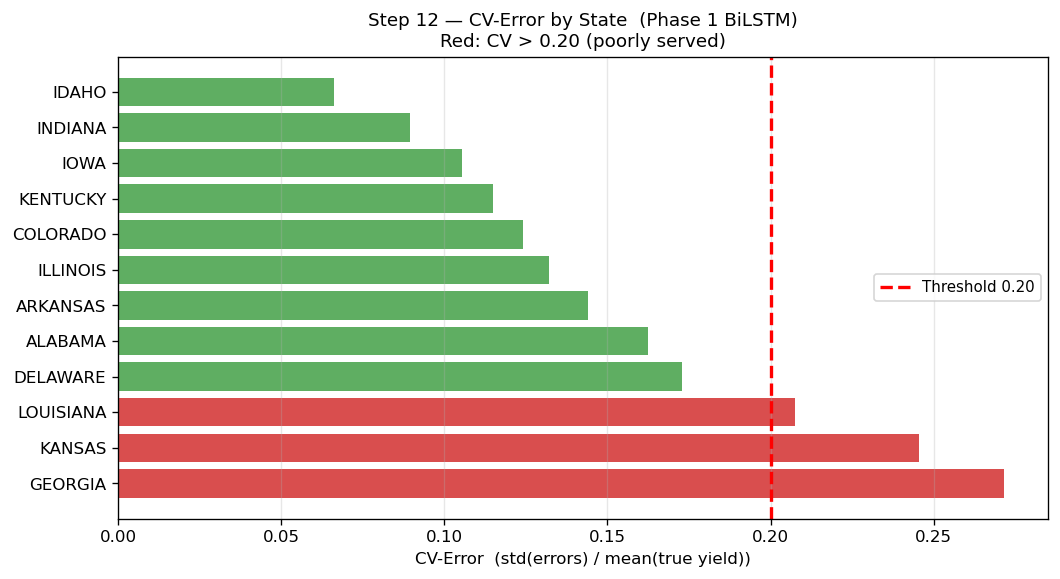 Step 12 — CV-Error by State  (Phase 1 BiLSTM)
Red: CV > 0.20 (poorly served)
IDAHO
INDIANA
IOWA
KENTUCKY
COLORADO
ILLINOIS
ARKANSAS
ALABAMA
DELAWARE
LOUISIANA
KANSAS
GEORGIA
Threshold 0.20
0.00 0.05 0.10 0.15 0.20 0.25
CV-Error  (std(errors) / mean(true yield))